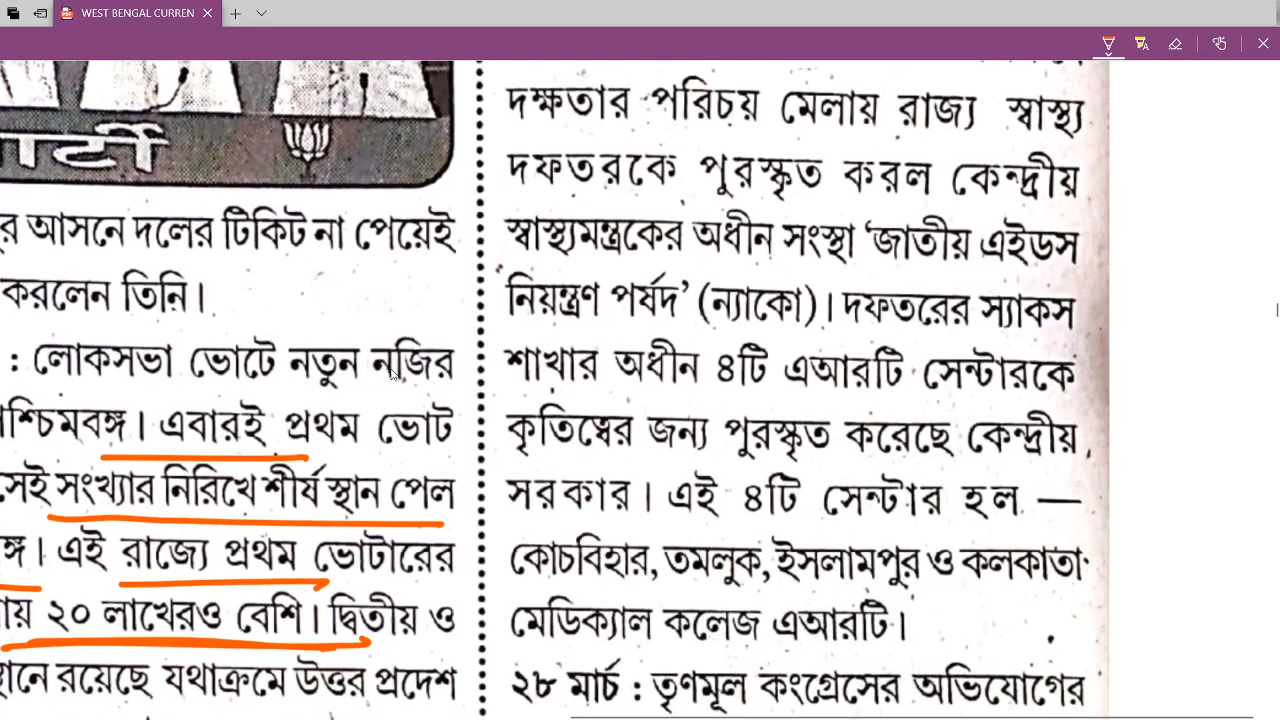 WEST BENGAL CURREN
र्टी
র আসনে দলের টিকিট না পেয়েই
করলেন তিনি।
: লোকসভা ভোটে নতুন নজির
পশ্চিমবঙ্গ। এবারই প্রথম ভোট
সেই সংখ্যার নিরিখে শীর্ষ স্থান পেল
ঙ্গ। এই রাজ্যে প্রথম ভোটারের
২০ লাখেরও বেশি। দ্বিতীয় ও
স্থানে রয়েছে যথাক্রমে উত্তর প্রদেশ
দক্ষতার পরিচয় মেলায় রাজ্য স্বাস্থ্য
দফতরকে পুরস্কৃত করল কেন্দ্রীয়
স্বাস্থ্যমন্ত্রকের অধীন সংস্থা ‘জাতীয় এইডস
নিয়ন্ত্রণ পর্ষদ’ (ন্যাকো)। দফতরের স্যাকস
শাখার অধীন ৪টি এআরটি সেন্টারকে
কৃতিত্বের জন্য পুরস্কৃত করেছে কেন্দ্রীয়
সরকার। এই ৪টি সেন্টার হল —
কোচবিহার, তমলুক, ইসলামপুর ও কলকাতা
মেডিক্যাল কলেজ এআরটি।
২৮ মার্চ : তৃণমূল কংগ্রেসের অভিযোগের